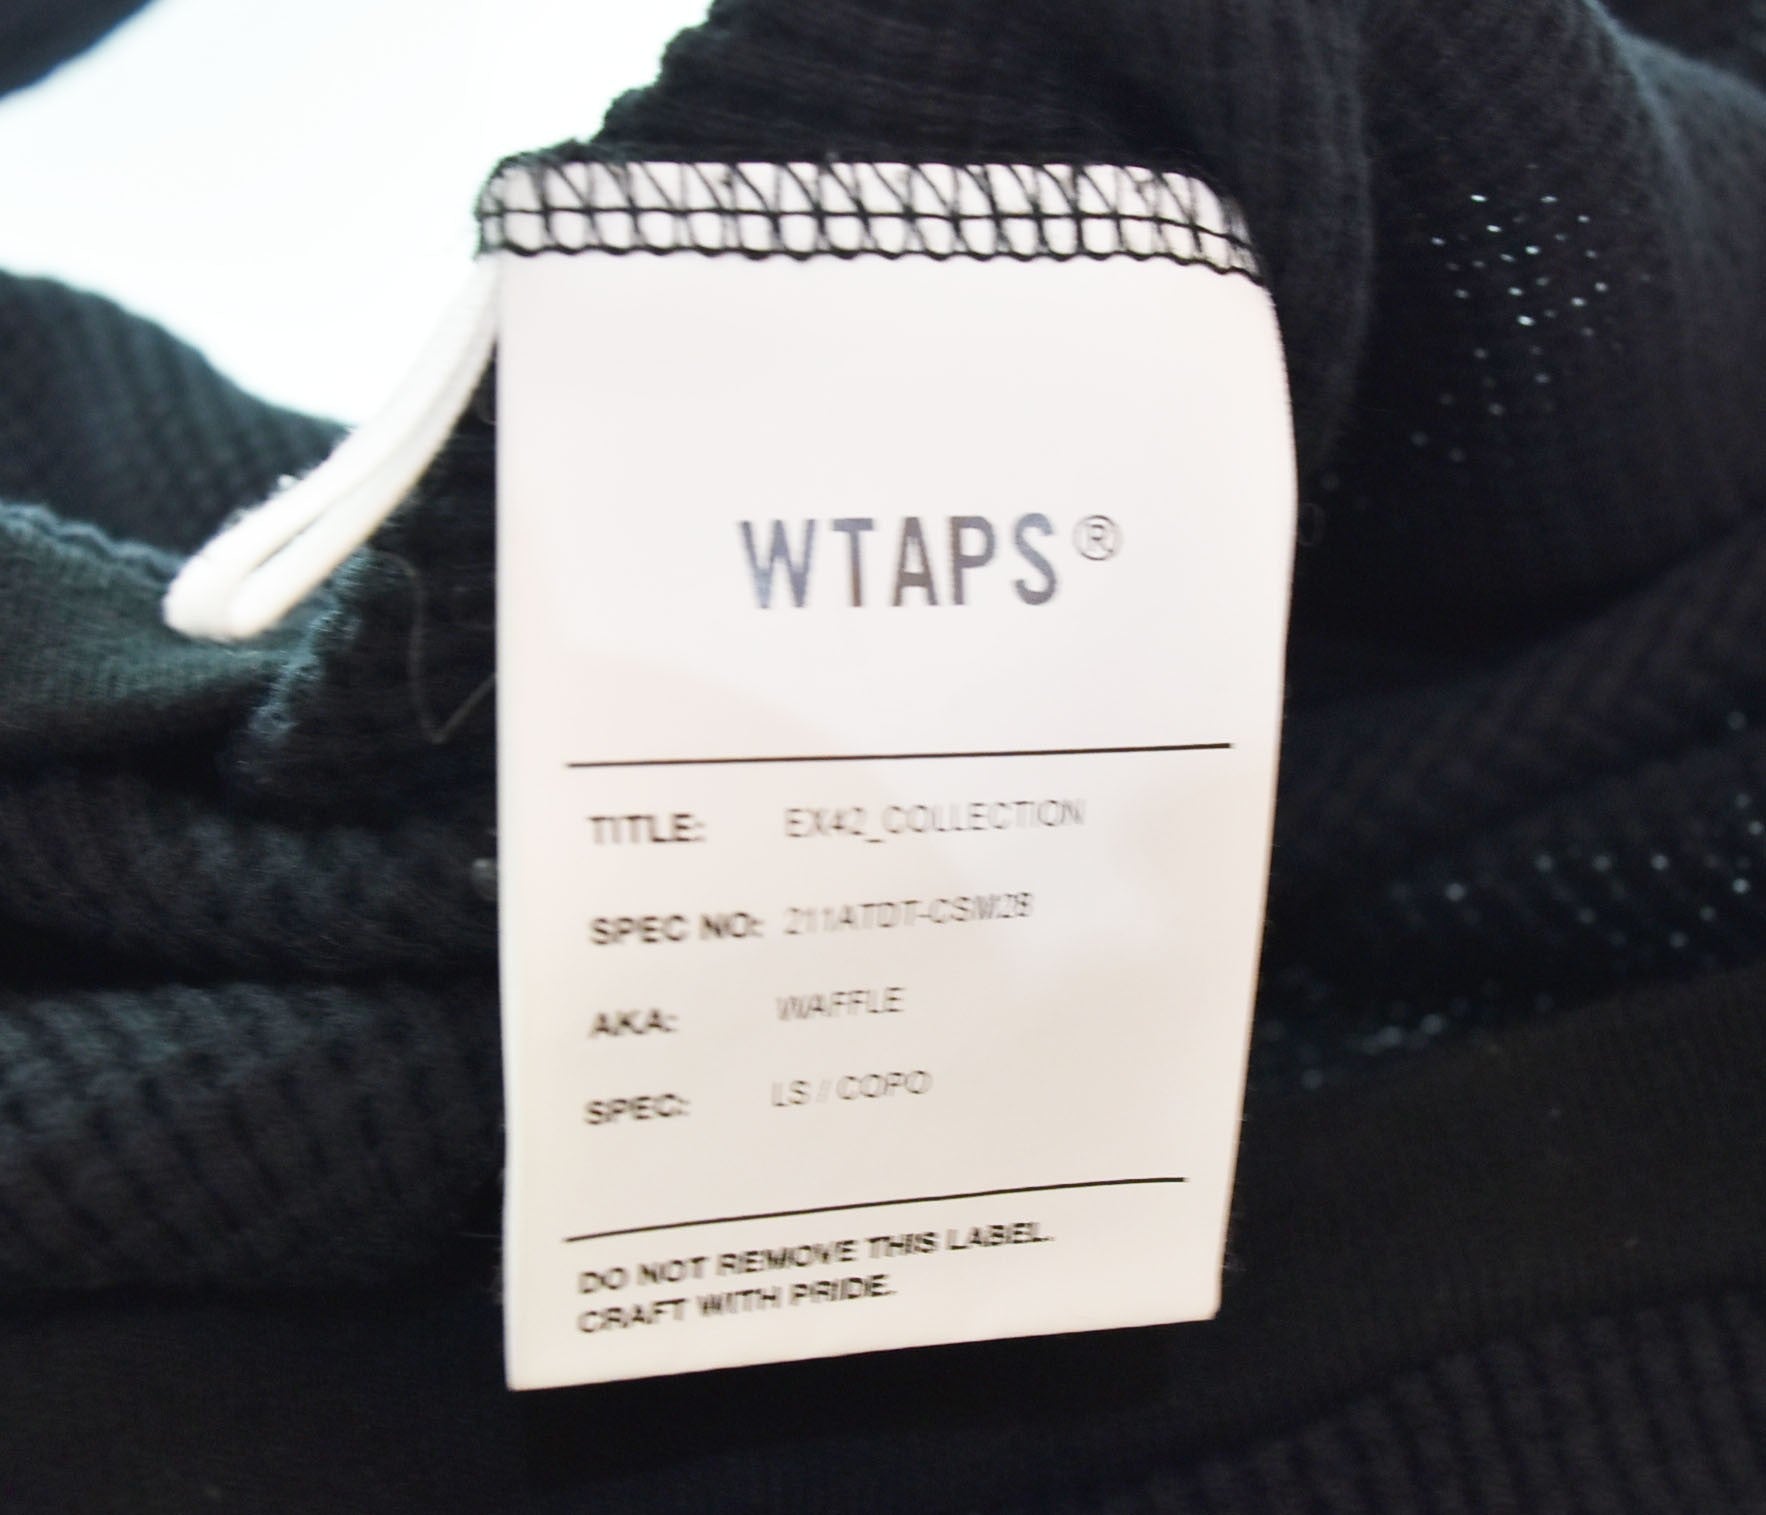 WTAPS®
TITLE: EX42_COLLECTION
SPEC NO: 211ATDT-CSM28
AKA: WAFFLE
SPEC: LS / COPO
DO NOT REMOVE THIS LABEL.
CRAFT WITH PRIDE.